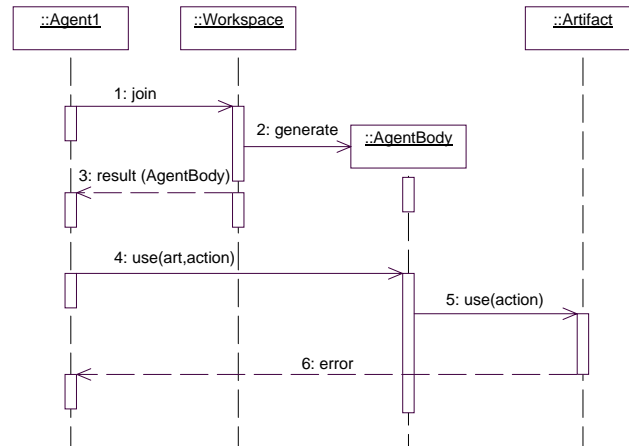 ::Agent1
::Workspace
::Artifact
1: join
2: generate
::AgentBody
3: result (AgentBody)
4: use(art,action)
5: use(action)
6: error